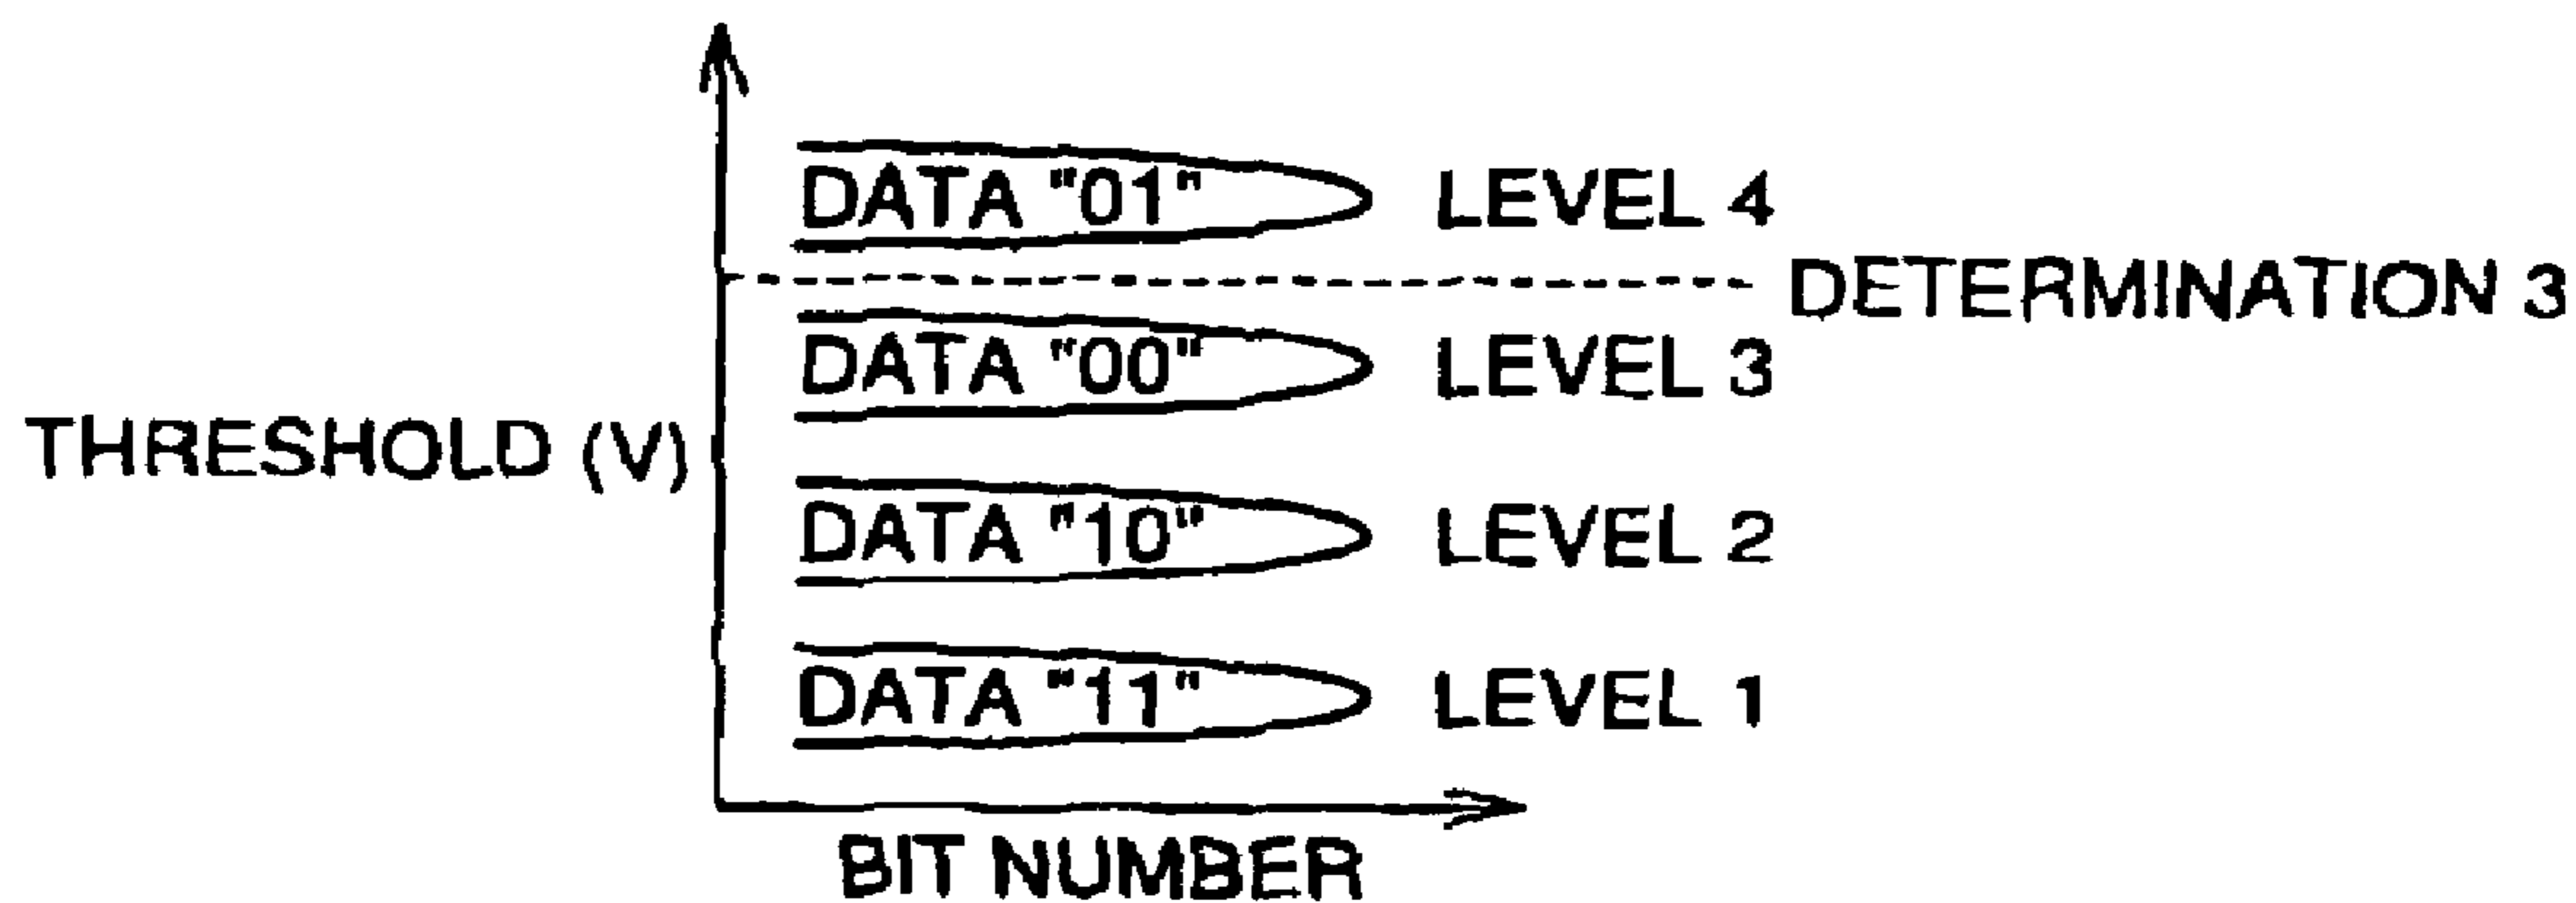 DATA "01" LEVEL 4
DETERMINATION 3
DATA "00" LEVEL 3
THRESHOLD (V)
DATA "10" LEVEL 2
DATA "11" LEVEL 1
BIT NUMBER